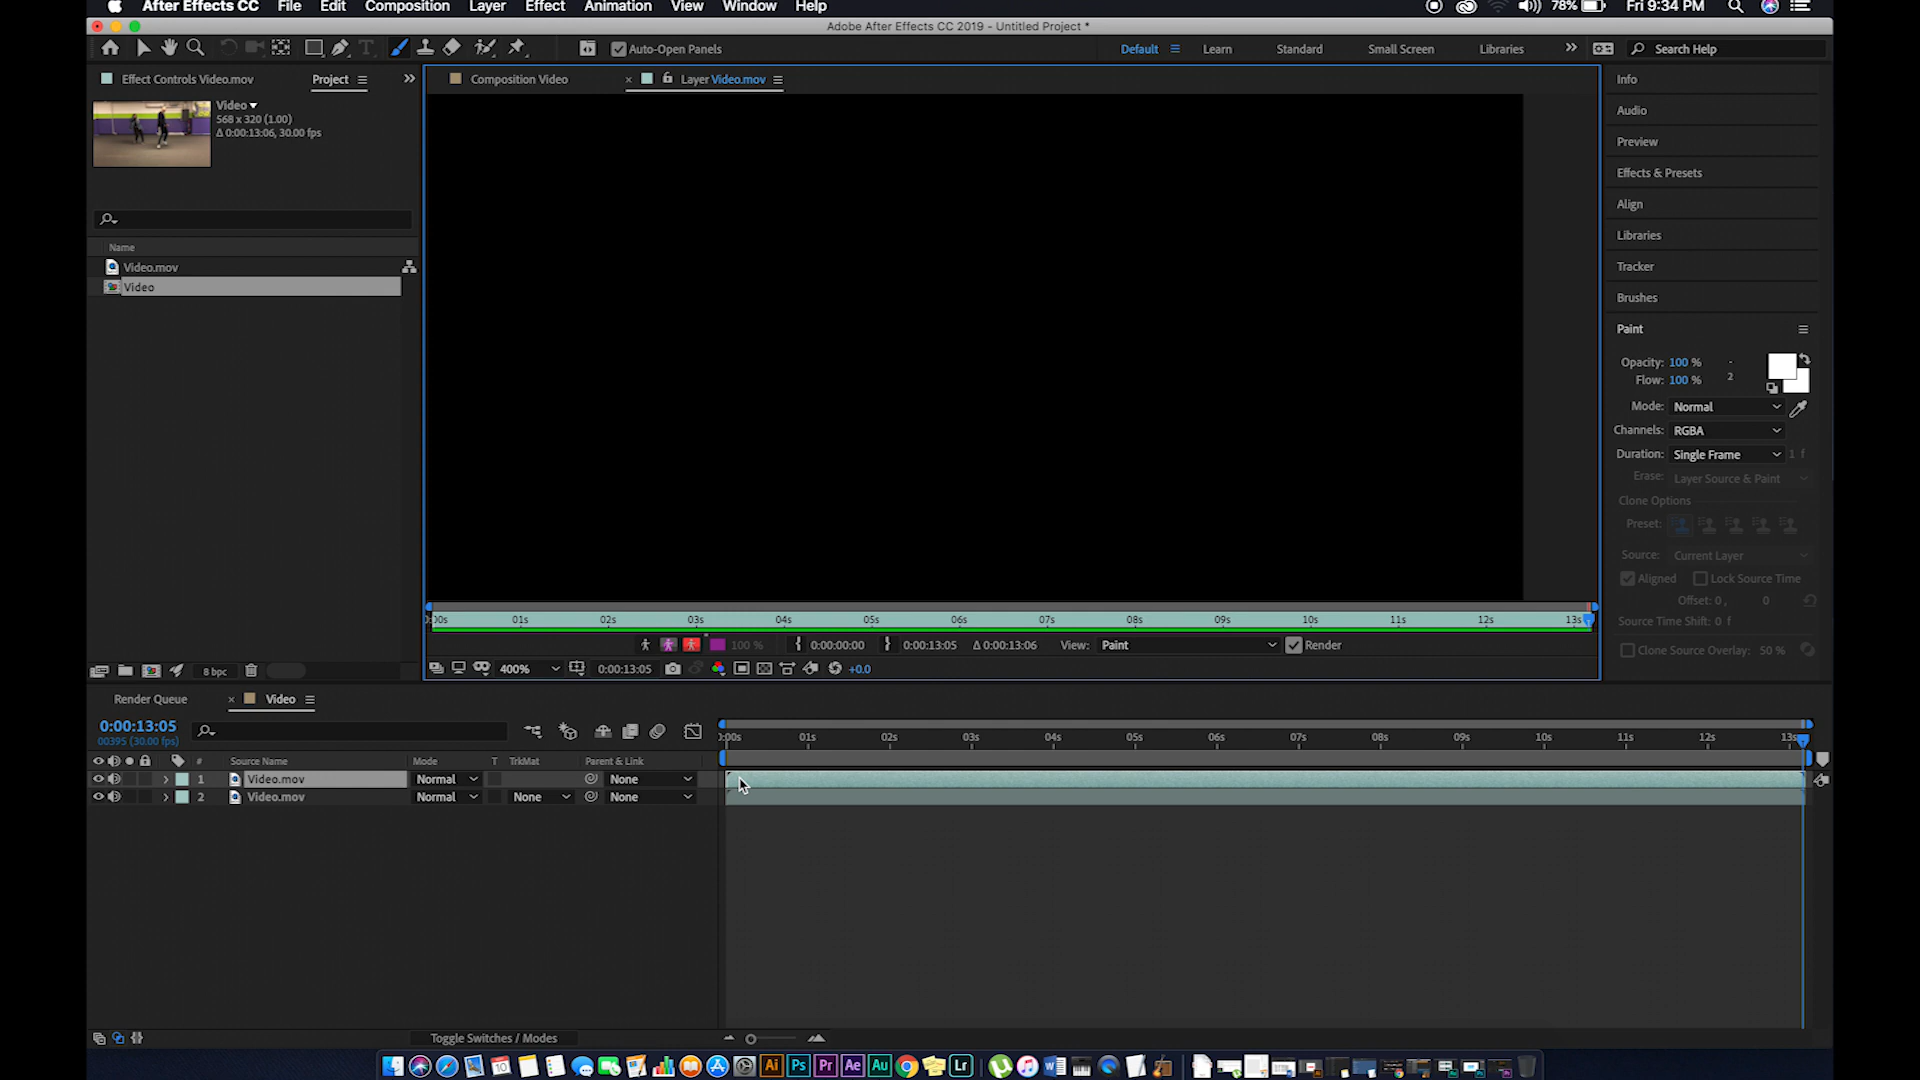 After Effects CC File Edit Composition Layer Effect Animation View Window Help 78% Fri 9:34 PM
Adobe After Effects CC 2019 - Untitled Project *
Auto-Open Panels Default Learn Standard Small Screen Libraries Search Help
Effect Controls Video.mov Project
Composition Video Layer Video.mov
Info
Video
568 x 320 (1.00)
Δ 0:00:13:06, 30.00 fps
Audio
Preview
Effects & Presets
Align
Libraries
Tracker
Brushes
Name
Video.mov
Video
Paint
Opacity: 100 %
Flow: 100 %
2
Mode: Normal
Channels: RGBA
Duration: Single Frame 1 f
Erase: Layer Source & Paint
Clone Options
Preset:
Source: Current Layer
Aligned Lock Source Time
Offset: 0, 0
Source Time Shift: 0 f
Clone Source Overlay: 50 %
:00s 01s 02s 03s 04s 05s 06s 07s 08s 09s 10s 11s 12s 13s
100 % 0:00:00:00 0:00:13:05 Δ 0:00:13:06 View: Paint Render
8 bpc 400% 0:00:13:05 +0.0
Render Queue Video
0:00:13:05
00395 (30.00 fps)
:00s 01s 02s 03s 04s 05s 06s 07s 08s 09s 10s 11s 12s 13s
# Source Name Mode T TrkMat Parent & Link
1 Video.mov Normal None
2 Video.mov Normal None None
Toggle Switches / Modes
10 Ai Ps Pr Ae Au Lr